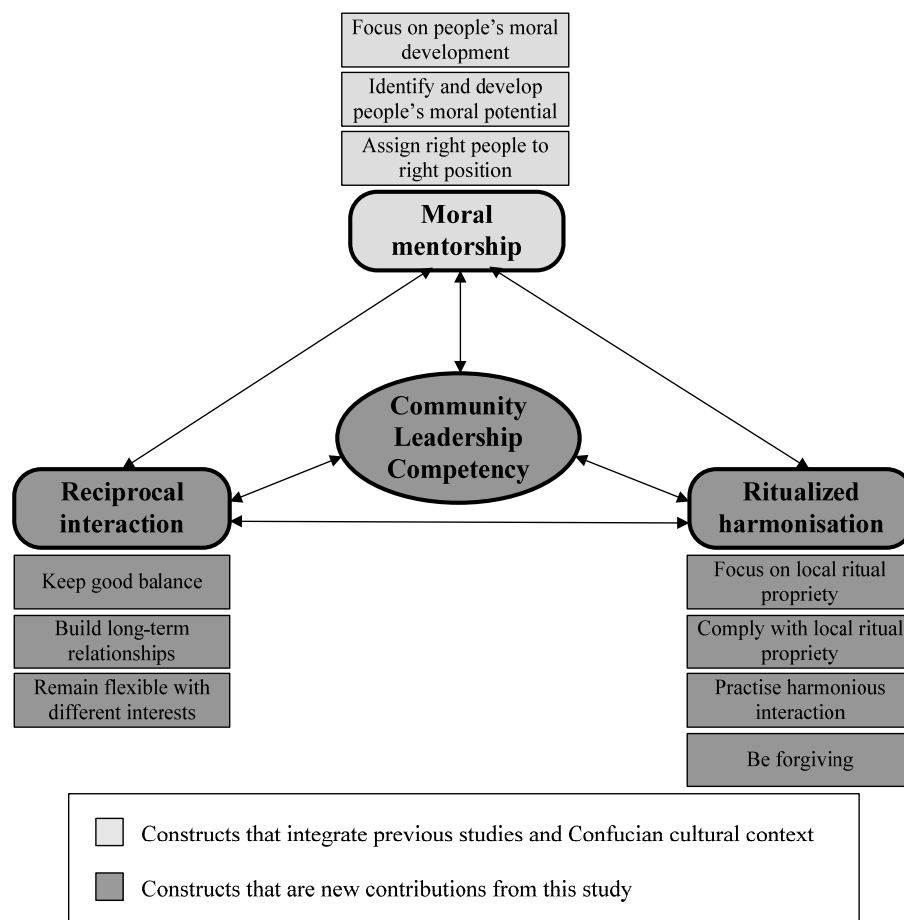 Focus on people's moral
development
Identify and develop
people's moral potential
Assign right people to
right position
Moral
mentorship
Community
Leadership
Competency
Reciprocal
interaction
Keep good balance
Build long-term
relationships
Remain flexible with
different interests
Ritualized
harmonisation
Focus on local ritual
propriety
Comply with local ritual
propriety
Practise harmonious
interaction
Be forgiving
Constructs that integrate previous studies and Confucian cultural context
Constructs that are new contributions from this study